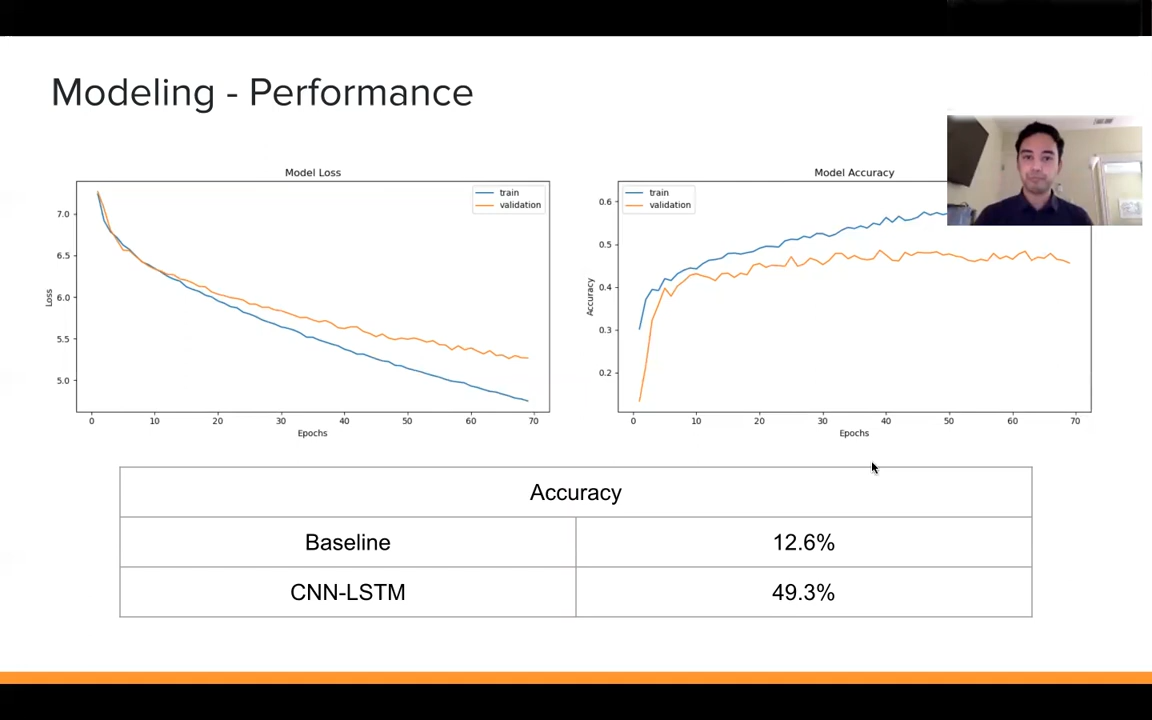 Modeling - Performance
Model Loss
train
validation
7.0
6.5
6.0
5.5
5.0
Loss
0 10 20 30 40 50 60 70
Epochs
Model Accuracy
train
validation
0.6
0.5
0.4
0.3
0.2
Accuracy
0 10 20 30 40 50 60 70
Epochs
Accuracy
Baseline 12.6%
CNN-LSTM 49.3%